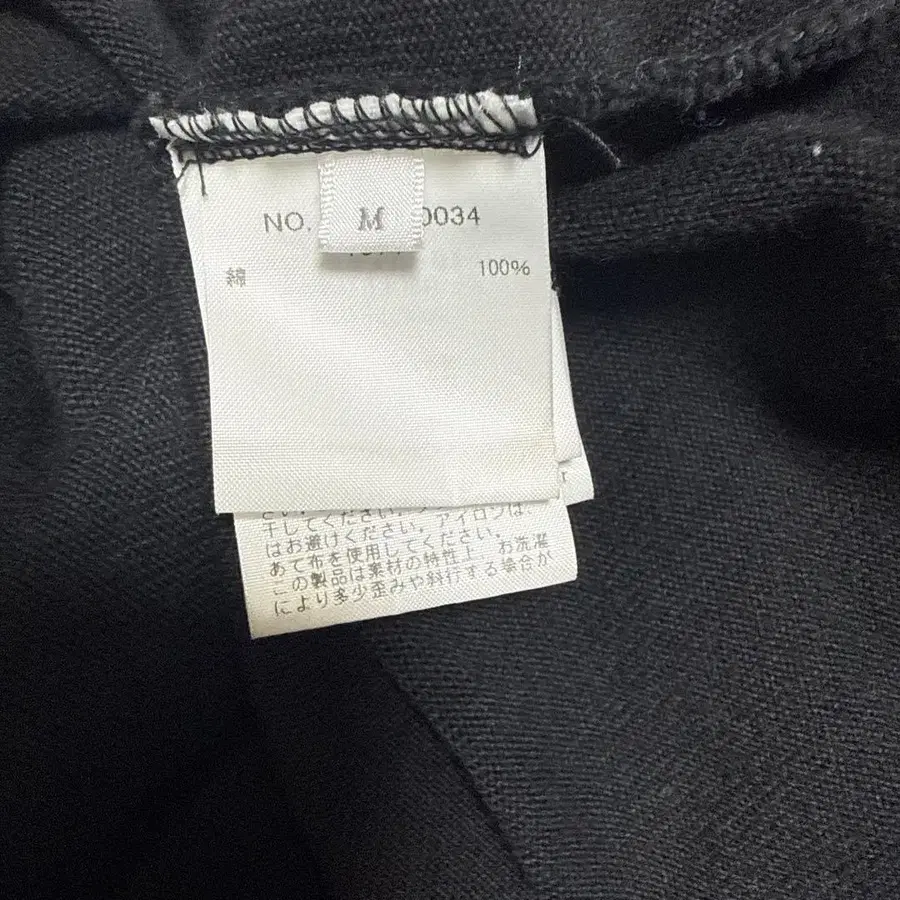 NO. M 0034
綿 100%
干してください。
はお避けください。アイロンは、
あて布を使用してください。
この製品は素材の特性上、お洗濯
により多少歪みや斜行する場合が